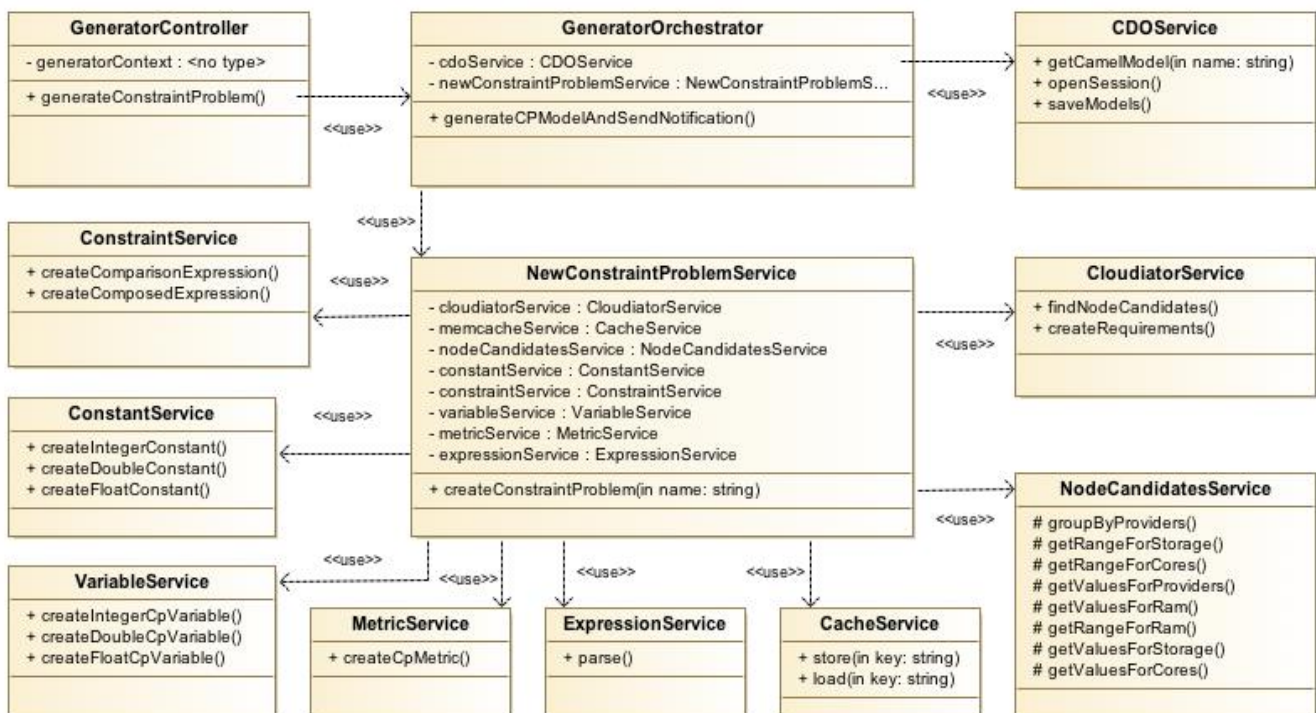 GeneratorController
- generatorContext : <no type>
+ generateConstraintProblem()
<<use>>
GeneratorOrchestrator
- cdoService : CDOService
- newConstraintProblemService : NewConstraintProblemS...
+ generateCPModelAndSendNotification()
<<use>>
CDOService
+ getCamelModel(in name: string)
+ openSession()
+ saveModels()
<<use>>
ConstraintService
+ createComparisonExpression()
+ createComposedExpression()
<<use>>
NewConstraintProblemService
- cloudiatorService : CloudiatorService
- memcacheService : CacheService
- nodeCandidatesService : NodeCandidatesService
- constantService : ConstantService
- constraintService : ConstraintService
- variableService : VariableService
- metricService : MetricService
- expressionService : ExpressionService
+ createConstraintProblem(in name: string)
CloudiatorService
+ findNodeCandidates()
+ createRequirements()
<<use>>
ConstantService
+ createIntegerConstant()
+ createDoubleConstant()
+ createFloatConstant()
<<use>>
NodeCandidatesService
# groupByProviders()
# getRangeForStorage()
# getRangeForCores()
# getValuesForProviders()
# getValuesForRam()
# getRangeForRam()
# getValuesForStorage()
# getValuesForCores()
<<use>>
VariableService
+ createIntegerCpVariable()
+ createDoubleCpVariable()
+ createFloatCpVariable()
<<use>>
<<use>>
MetricService
+ createCpMetric()
<<use>>
ExpressionService
+ parse()
<<use>>
CacheService
+ store(in key: string)
+ load(in key: string)